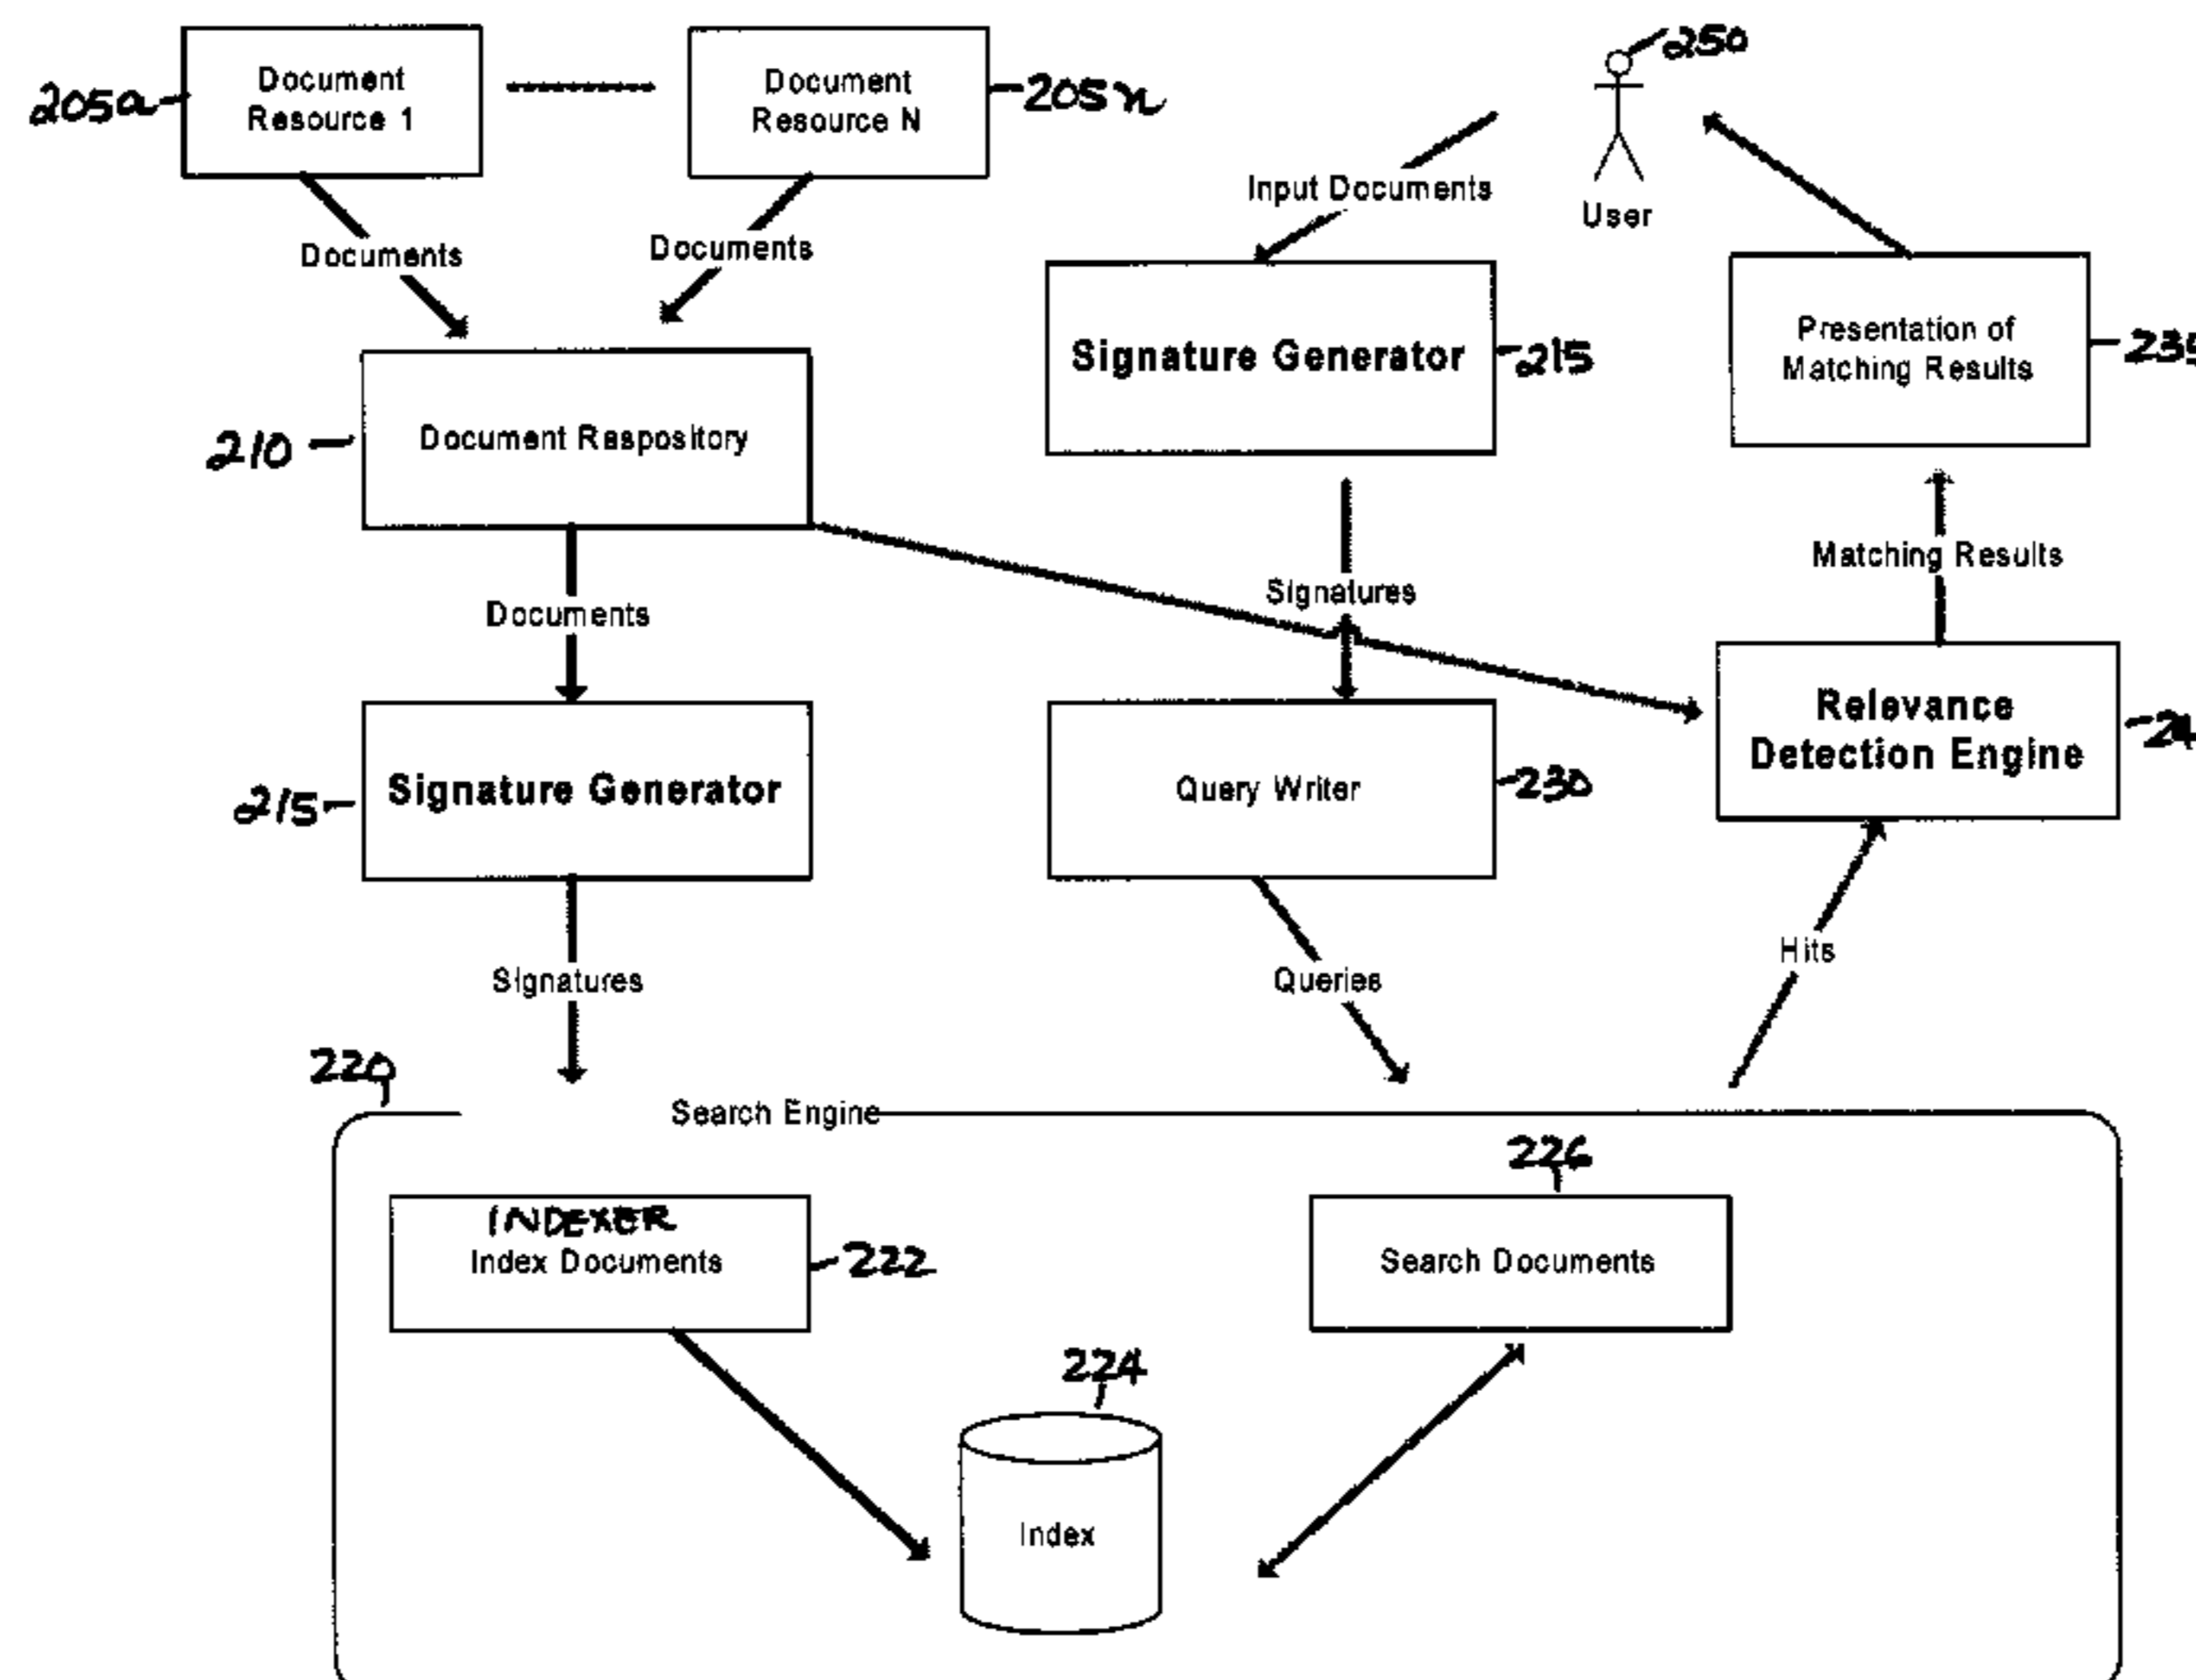 205a
Document
Resource 1
Document
Resource N
205n
250
User
Documents
Documents
Input Documents
210
Document Respository
Signature Generator
215
Presentation of
Matching Results
Documents
Signatures
Matching Results
215
Signature Generator
Query Writer
230
Relevance
Detection Engine
Signatures
Queries
Hits
220
Search Engine
INDEXER
Index Documents
222
226
Search Documents
224
Index